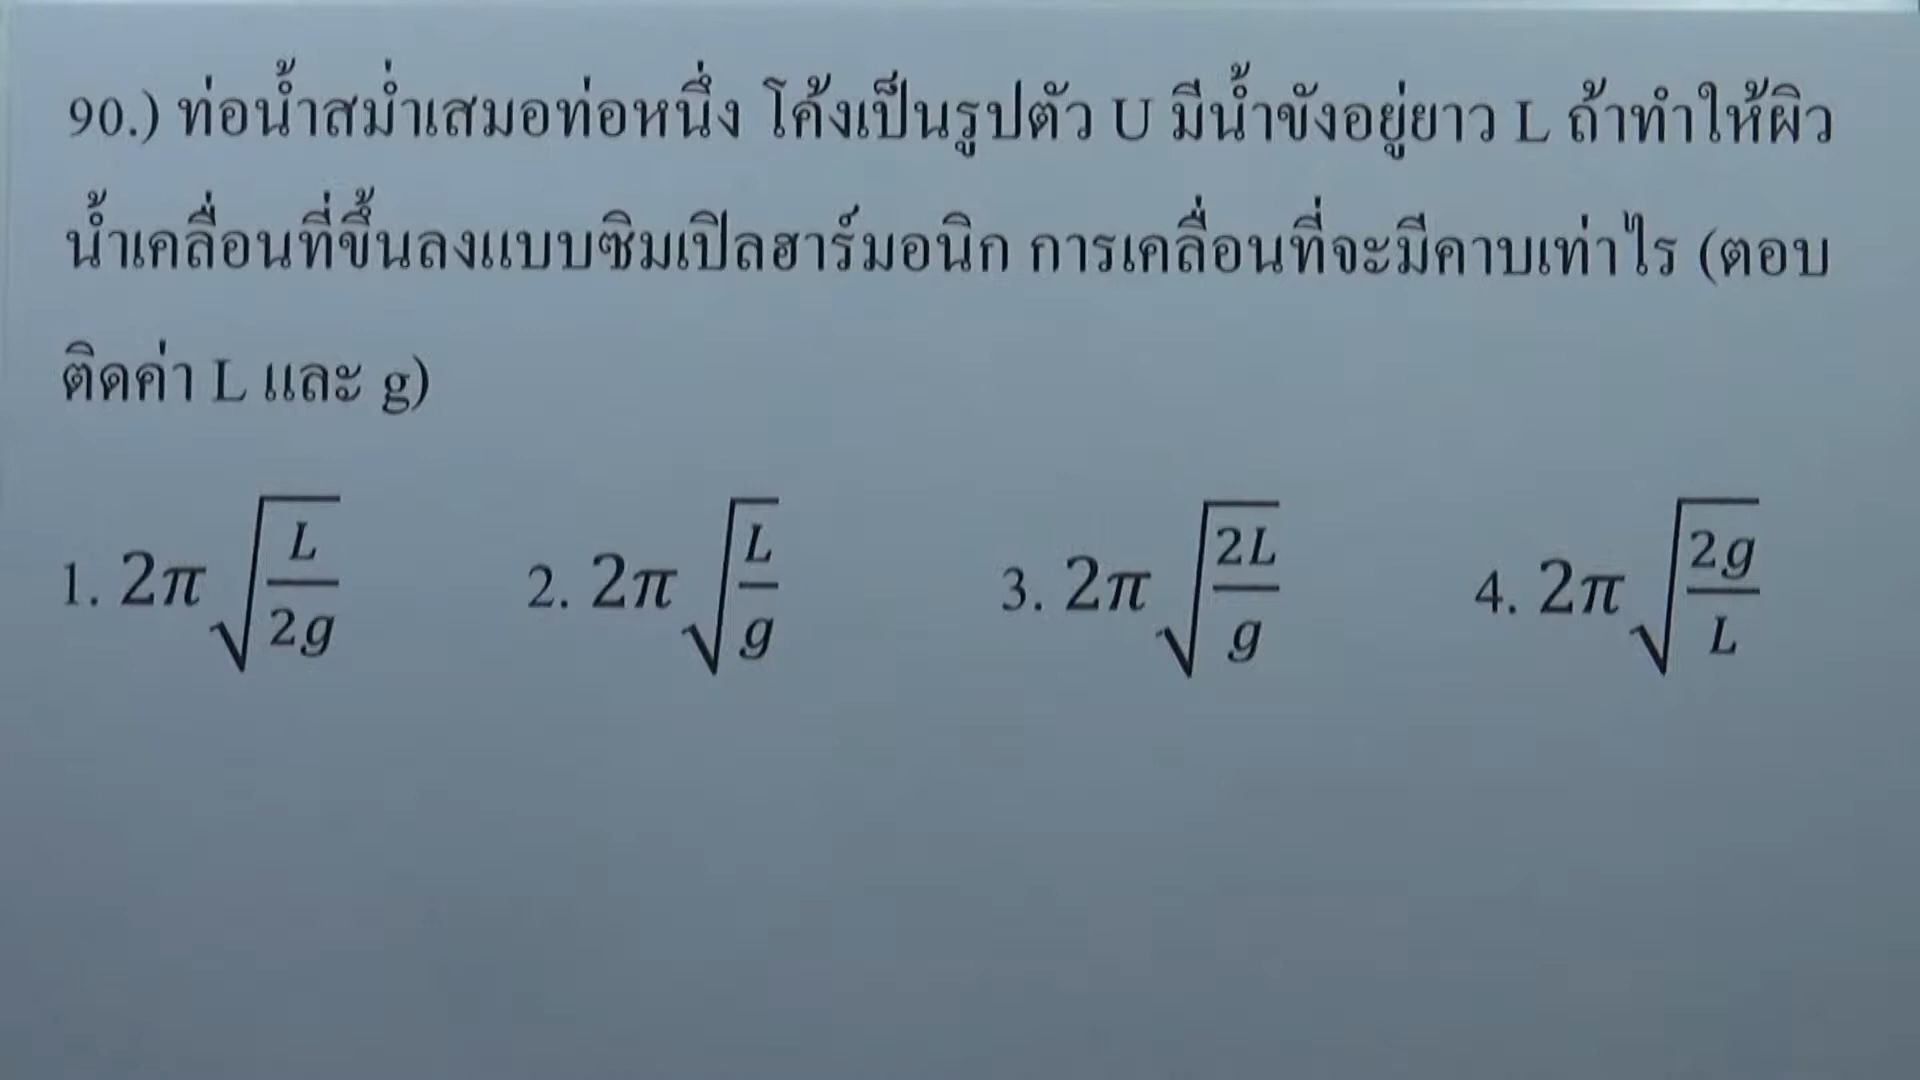 90.) ท่อน้ำสม่ำเสมอท่อหนึ่ง โค้งเป็นรูปตัว U มีน้ำขังอยู่ยาว L ถ้าทำให้ผิว
น้ำเคลื่อนที่ขึ้นลงแบบซิมเปิลฮาร์มอนิก การเคลื่อนที่จะมีคาบเท่าไร (ตอบ
ติดค่า L และ g)
1. 2π√(L/2g) 2. 2π√(L/g) 3. 2π√(2L/g) 4. 2π√(2g/L)